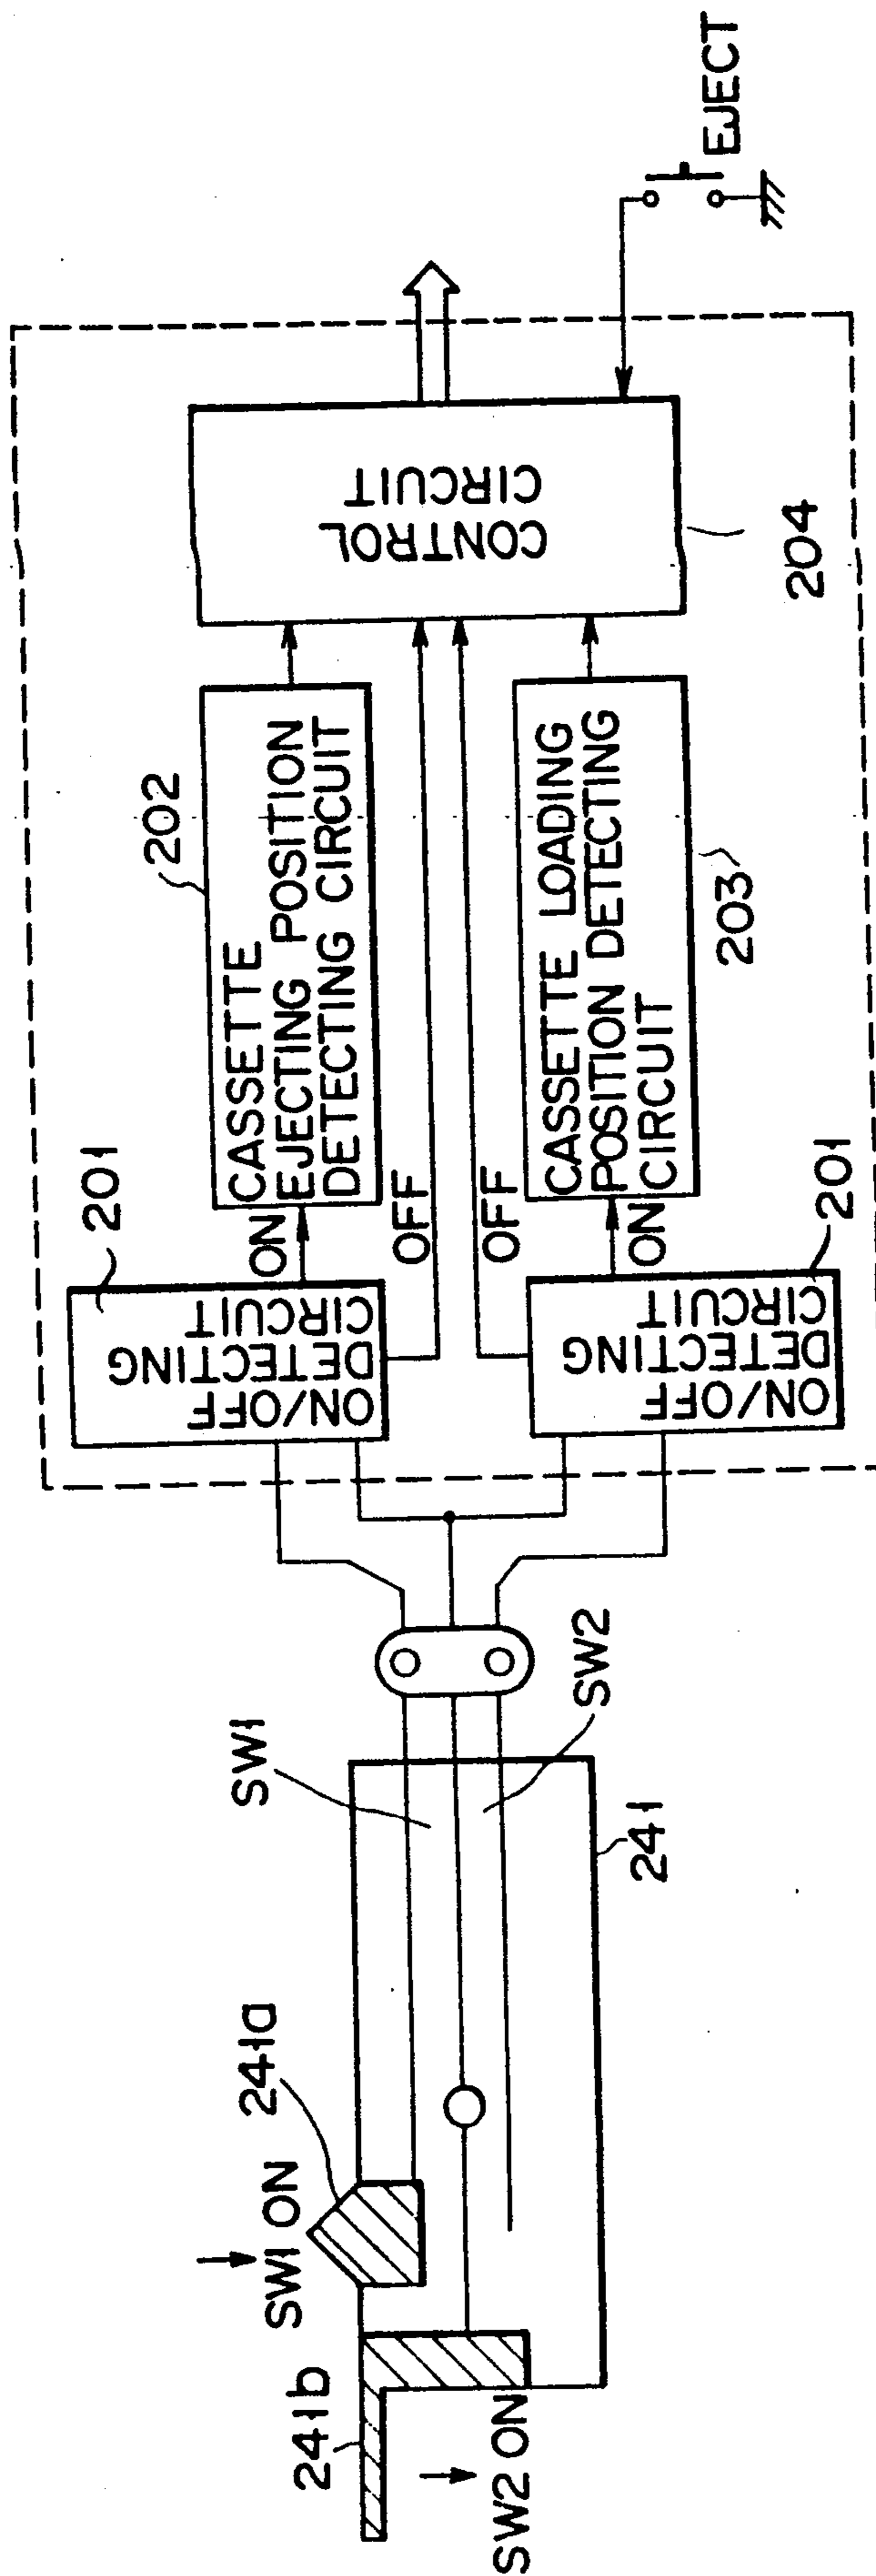 241b
SW2 ON
SW1 ON
241a
SW1
SW2
241
201
ON/OFF
DETECTING
CIRCUIT
ON
OFF
202
CASSETTE
EJECTING POSITION
DETECTING CIRCUIT
OFF
ON
201
ON/OFF
DETECTING
CIRCUIT
CASSETTE LOADING
POSITION DETECTING
CIRCUIT
203
CONTROL
CIRCUIT
204
EJECT